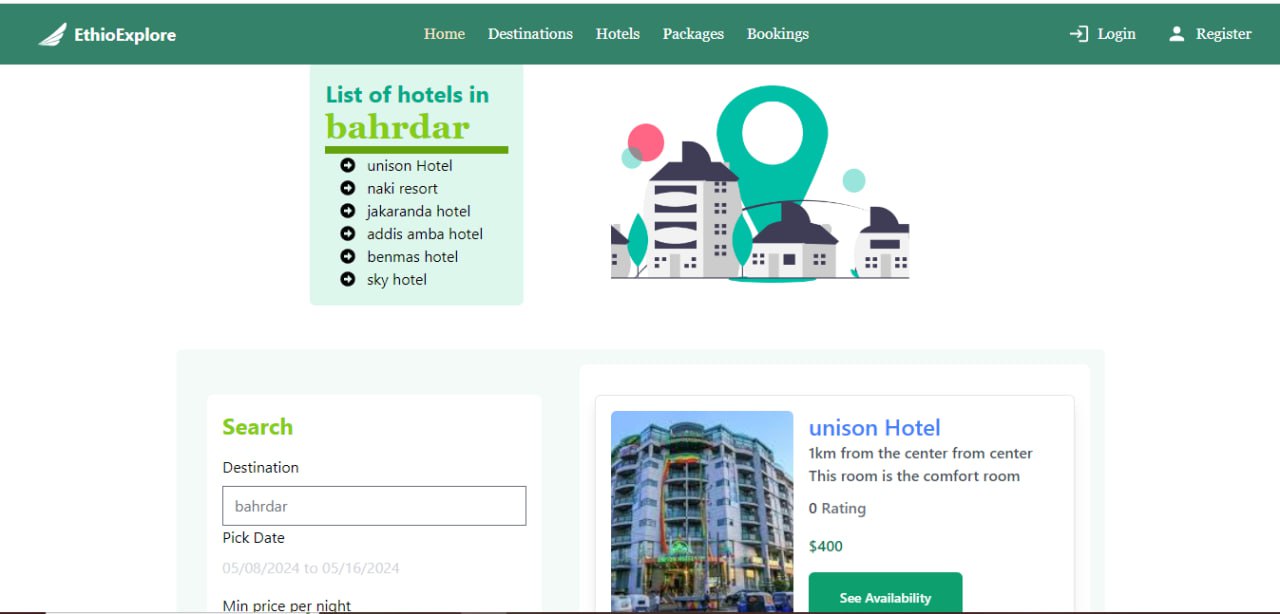 EthioExplore
Home Destinations Hotels Packages Bookings
Login Register
List of hotels in
bahrdar
unison Hotel
naki resort
jakaranda hotel
addis amba hotel
benmas hotel
sky hotel
Search
Destination
bahrdar
Pick Date
05/08/2024 to 05/16/2024
Min price per night
unison Hotel
1km from the center from center
This room is the comfort room
0 Rating
$400
See Availability